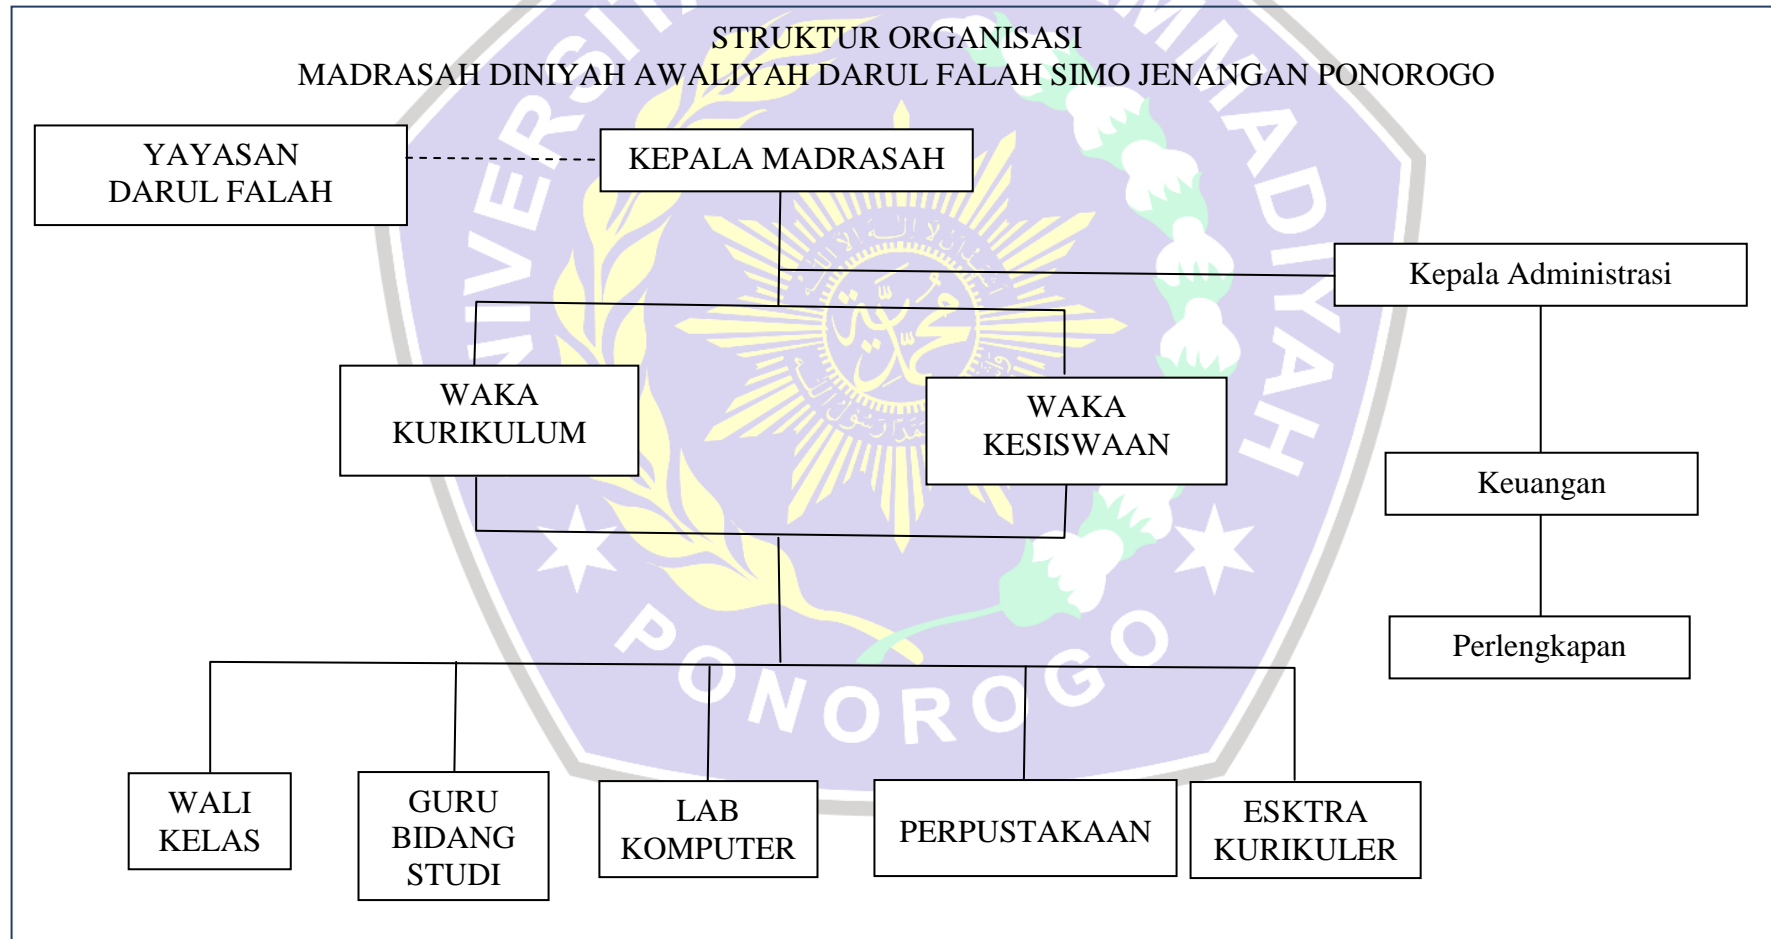 STRUKTUR ORGANISASI
MADRASAH DINIYAH AWALIYAH DARUL FALAH SIMO JENANGAN PONOROGO
YAYASAN
DARUL FALAH
KEPALA MADRASAH
Kepala Administrasi
WAKA
KURIKULUM
WAKA
KESISWAAN
Keuangan
Perlengkapan
WALI
KELAS
GURU
BIDANG
STUDI
LAB
KOMPUTER
PERPUSTAKAAN
ESKTRA
KURIKULER
PONOROGO